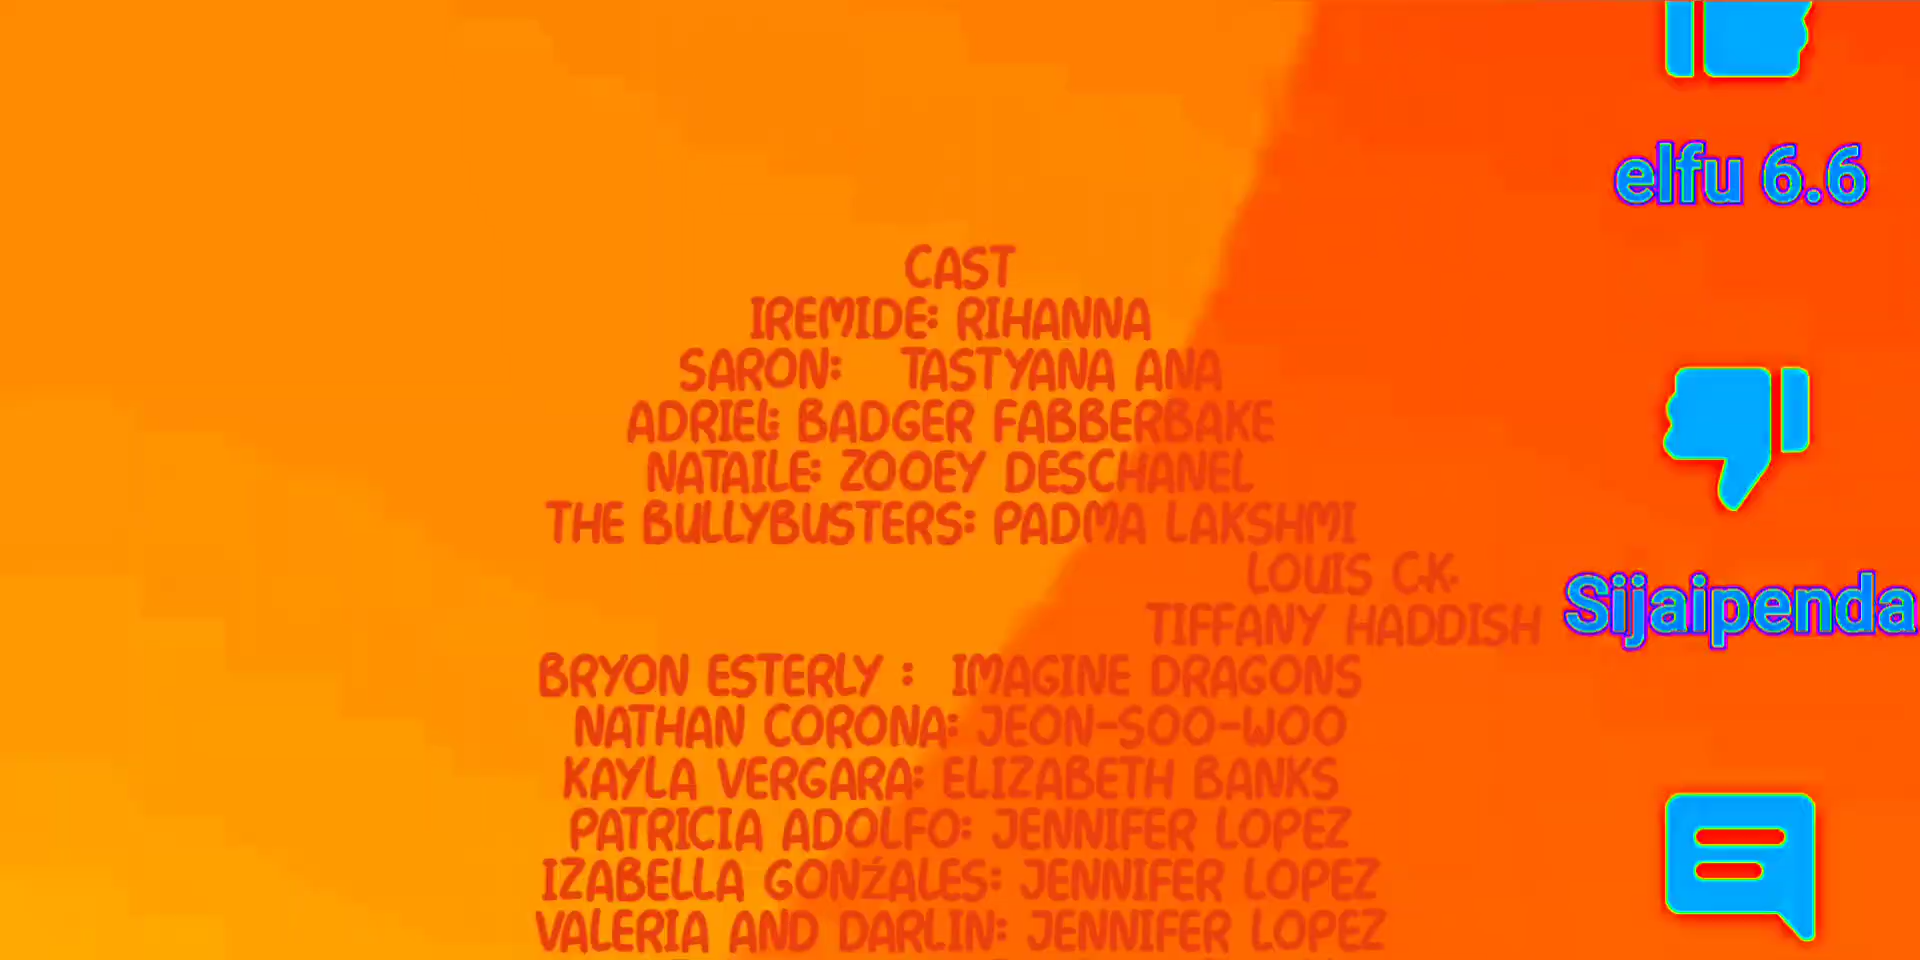 CAST
IREMIDE: RIHANNA
SARON: TASTYANA ANA
ADRIEL: BADGER FABBERBAKE
NATAILE: ZOOEY DESCHANEL
THE BULLYBUSTERS: PADMA LAKSHMI
LOUIS C.K.
TIFFANY HADDISH
BRYON ESTERLY : IMAGINE DRAGONS
NATHAN CORONA: JEON-SOO-WOO
KAYLA VERGARA: ELIZABETH BANKS
PATRICIA ADOLFO: JENNIFER LOPEZ
IZABELLA GONŹALES: JENNIFER LOPEZ
VALERIA AND DARLIN: JENNIFER LOPEZ
elfu 6.6
Sijaipenda